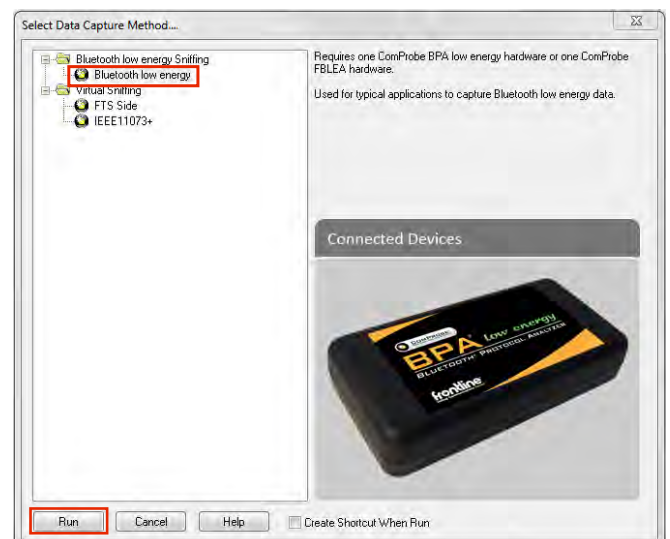 Select Data Capture Method....
Bluetooth low energy Sniffing
Bluetooth low energy
Virtual Sniffing
FTS Side
IEEE11073+
Requires one ComProbe BPA low energy hardware or one ComProbe
FBLEA hardware.
Used for typical applications to capture Bluetooth low energy data.
Connected Devices
COMPROBE
BPA low energy
BLUETOOTH PROTOCOL ANALYZER
frontline
Run
Cancel
Help
Create Shortcut When Run